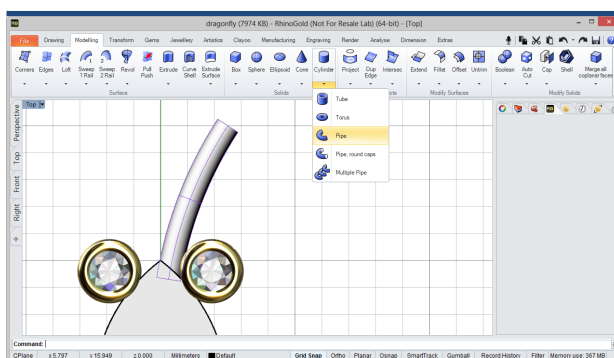 dragonfly (7974 KB) - RhinoGold (Not For Resale Lab) (64-bit) - [Top]
File Drawing Modelling Transform Gems Jewellery Artistics Clayoo Manufacturing Engraving Render Analyse Dimension Extras
Corners Edges Loft Sweep 1 Rail Sweep 2 Rail Revol Pull Push Extrude Curve Shell Extrude Surface Box Sphere Ellipsoid Cone Cylinder Project Dup Edge Intersec Extend Fillet Offset Untrim Boolean Auto Cut Cap Shell Merge all coplanar faces
Surface Solids Modify Surfaces Modify Solids
Top
Perspective
Top
Front
Right
Tube
Torus
Pipe
Pipe, round caps
Multiple Pipe
Command:
CPlane x 5.797 y 15.949 z 0.000 Millimeters Default Grid Snap Ortho Planar Osnap SmartTrack Gumball Record History Filter Memory use: 367 MB